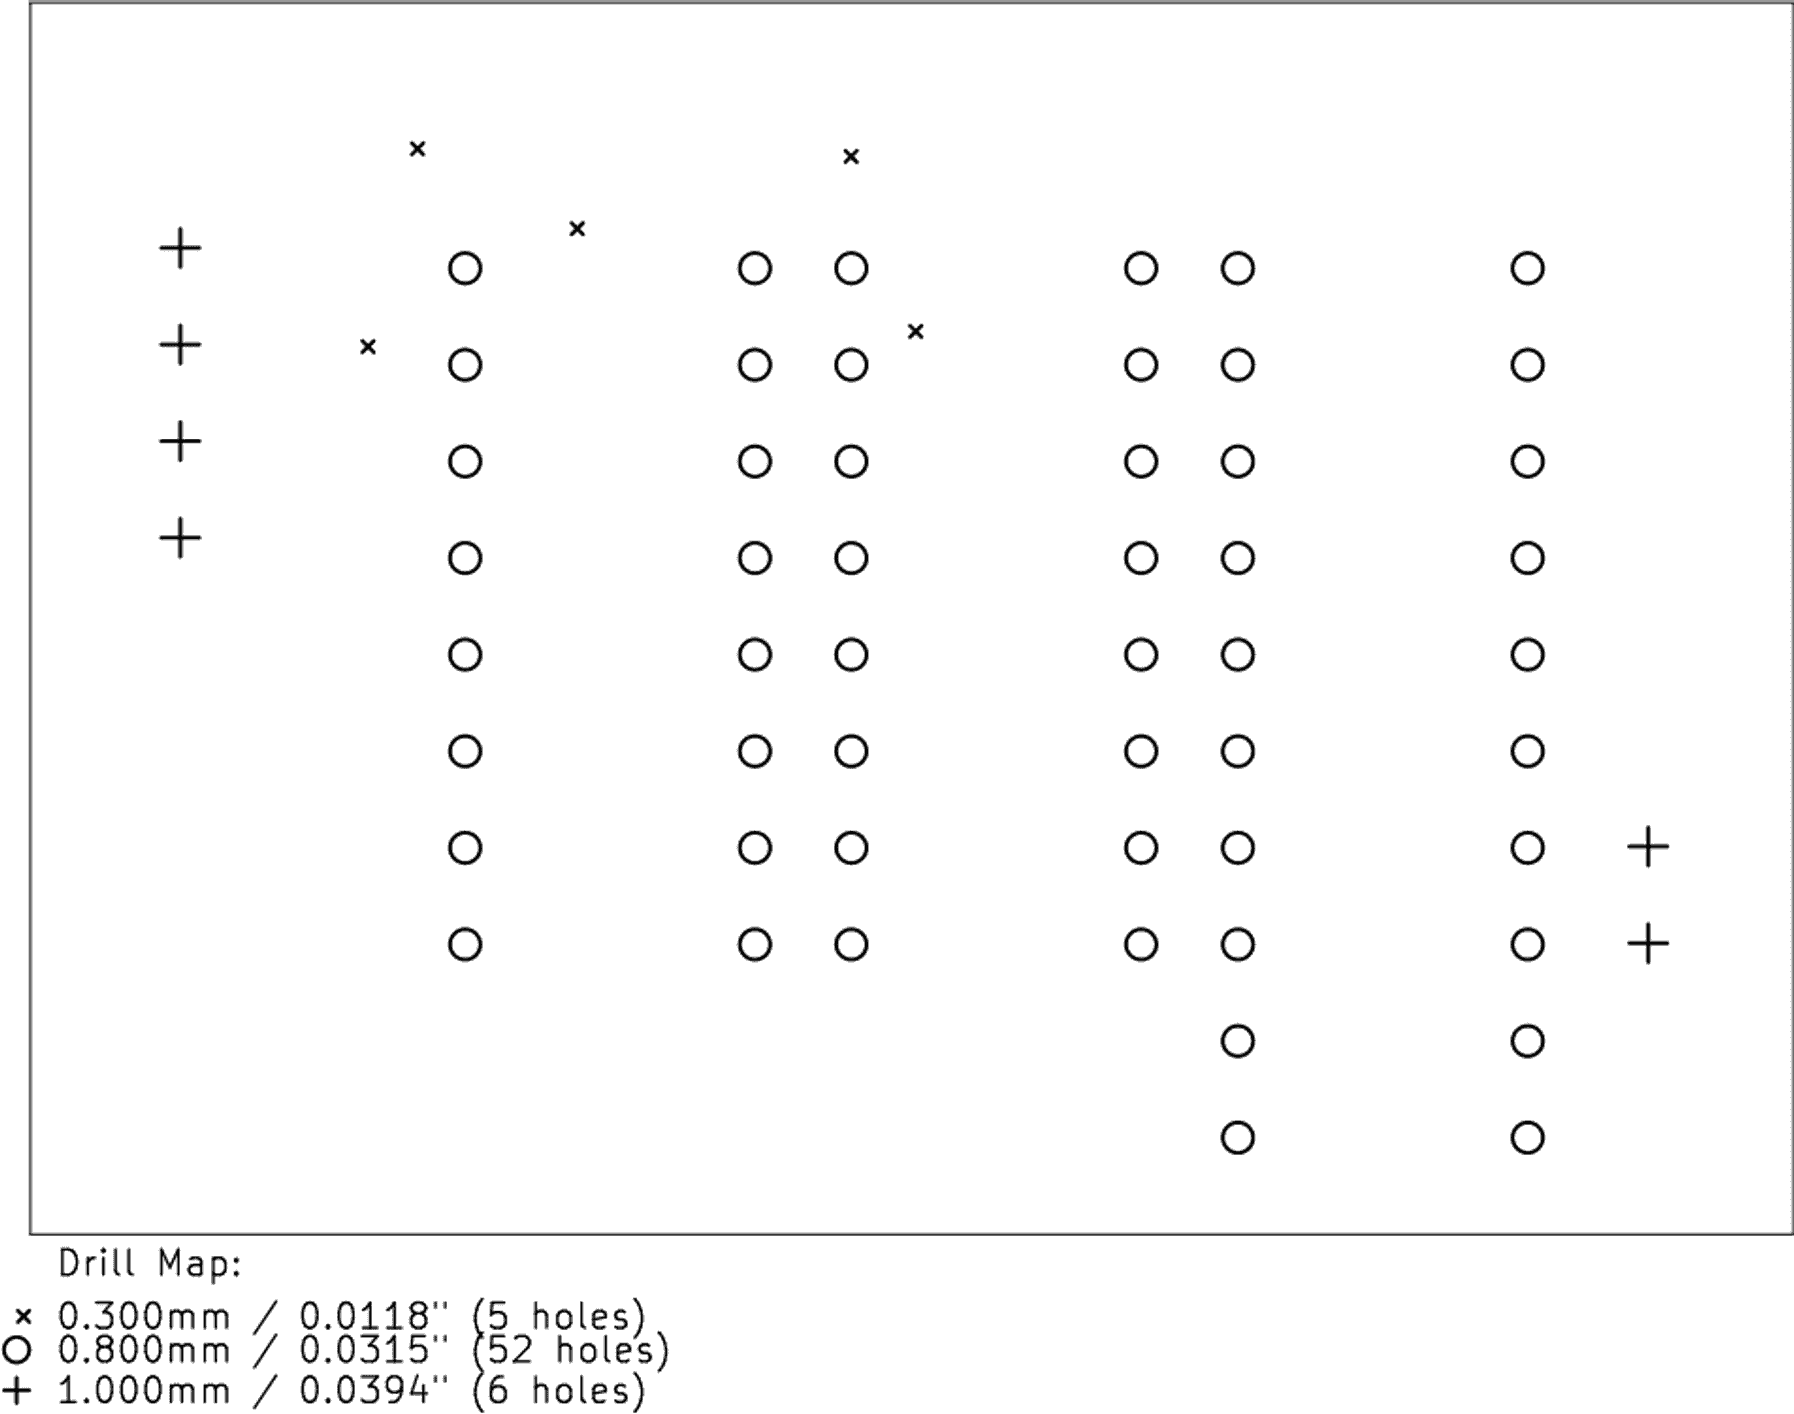 Drill Map:
0.300mm / 0.0118" (5 holes)
0.800mm / 0.0315" (52 holes)
1.000mm / 0.0394" (6 holes)